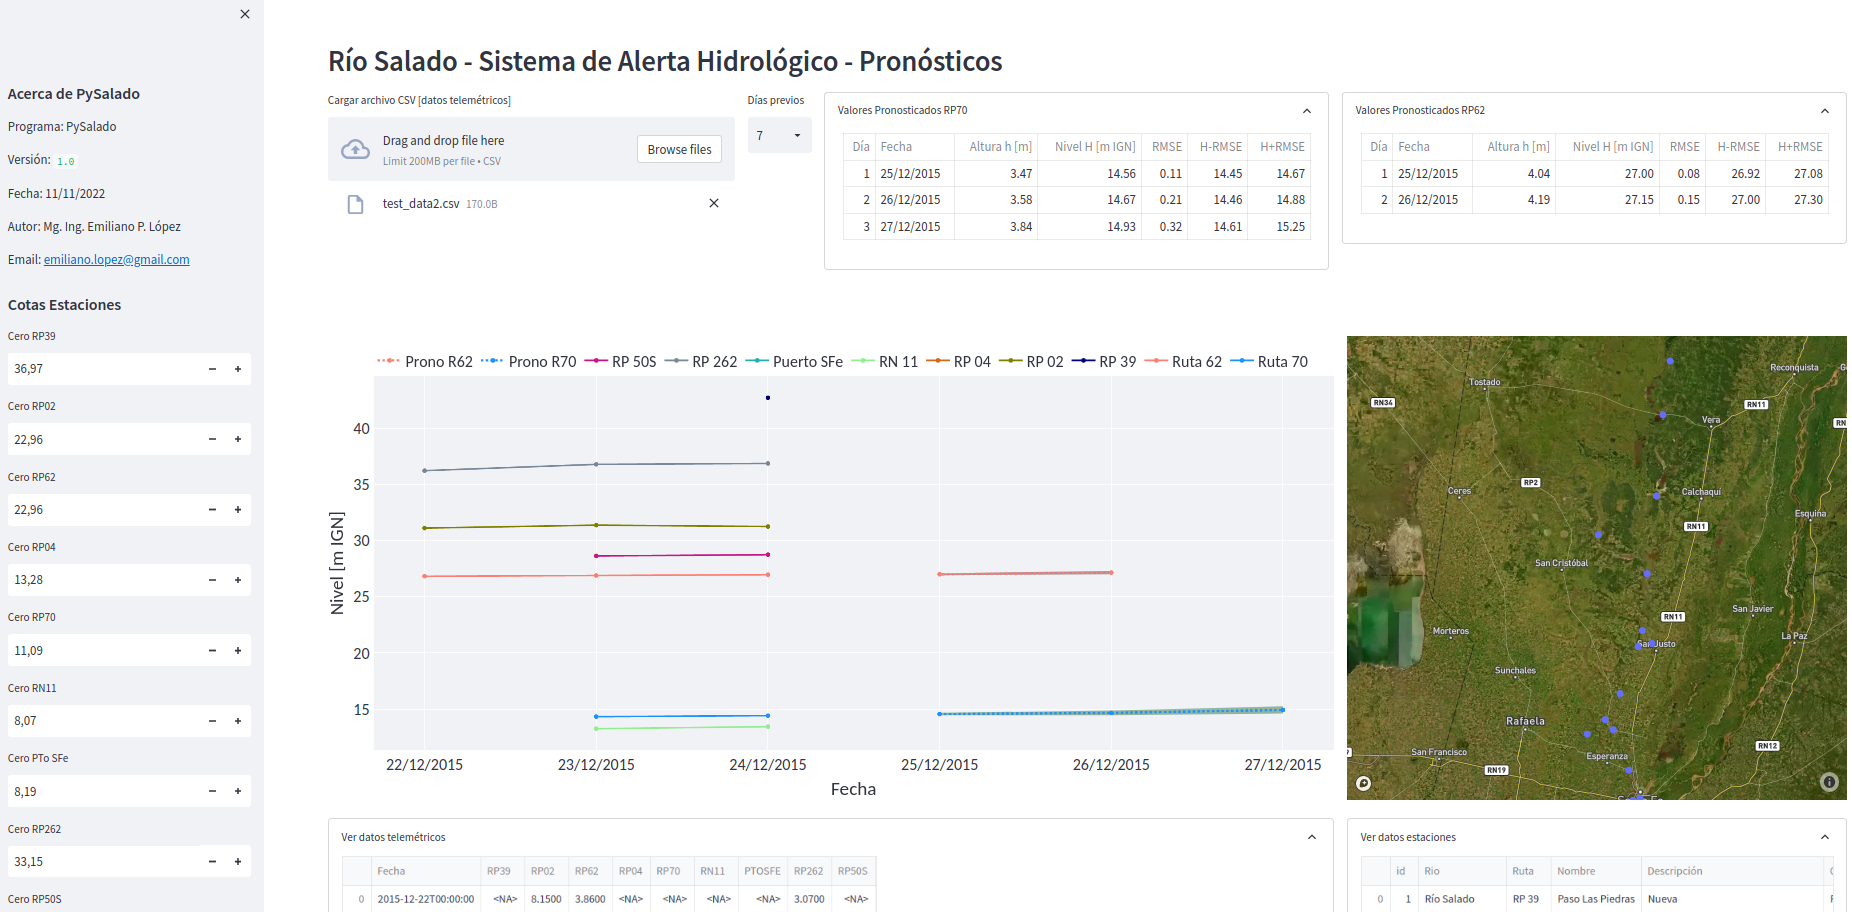 Acerca de PySalado
Programa: PySalado
Versión: 1.0
Fecha: 11/11/2022
Autor: Mg. Ing. Emiliano P. López
Email: emiliano.lopez@gmail.com
Cotas Estaciones
Cero RP39
36,97
Cero RP02
22,96
Cero RP62
22,96
Cero RP04
13,28
Cero RP70
11,09
Cero RN11
8,07
Cero PTo SFe
8,19
Cero RP262
33,15
Cero RP50S
Río Salado - Sistema de Alerta Hidrológico - Pronósticos
Cargar archivo CSV [datos telemétricos]
Drag and drop file here
Limit 200MB per file • CSV
Browse files
test_data2.csv 170.0B
Días previos
7
Valores Pronosticados RP70
Día Fecha Altura h [m] Nivel H [m IGN] RMSE H-RMSE H+RMSE
1 25/12/2015 3.47 14.56 0.11 14.45 14.67
2 26/12/2015 3.58 14.67 0.21 14.46 14.88
3 27/12/2015 3.84 14.93 0.32 14.61 15.25
Valores Pronosticados RP62
Día Fecha Altura h [m] Nivel H [m IGN] RMSE H-RMSE H+RMSE
1 25/12/2015 4.04 27.00 0.08 26.92 27.08
2 26/12/2015 4.19 27.15 0.15 27.00 27.30
Prono R62 Prono R70 RP 50S RP 262 Puerto SFe RN 11 RP 04 RP 02 RP 39 Ruta 62 Ruta 70
Nivel [m IGN]
40
35
30
25
20
15
22/12/2015 23/12/2015 24/12/2015 25/12/2015 26/12/2015 27/12/2015
Fecha
Reconquista
Tostado
RN34
RN11
Vera
RN
RP2
Ceres
Calchaquí
Esquina
RN11
San Cristóbal
San Javier
RN11
Morteros
La Paz
San Justo
Sunchales
Rafaela
San Francisco
Esperanza
RN12
RN19
Ver datos telemétricos
Fecha RP39 RP02 RP62 RP04 RP70 RN11 PTOSFE RP262 RP50S
0 2015-12-22T00:00:00 <NA> 8.1500 3.8600 <NA> <NA> <NA> <NA> 3.0700 <NA>
Ver datos estaciones
id Rio Ruta Nombre Descripción
0 1 Río Salado RP 39 Paso Las Piedras Nueva